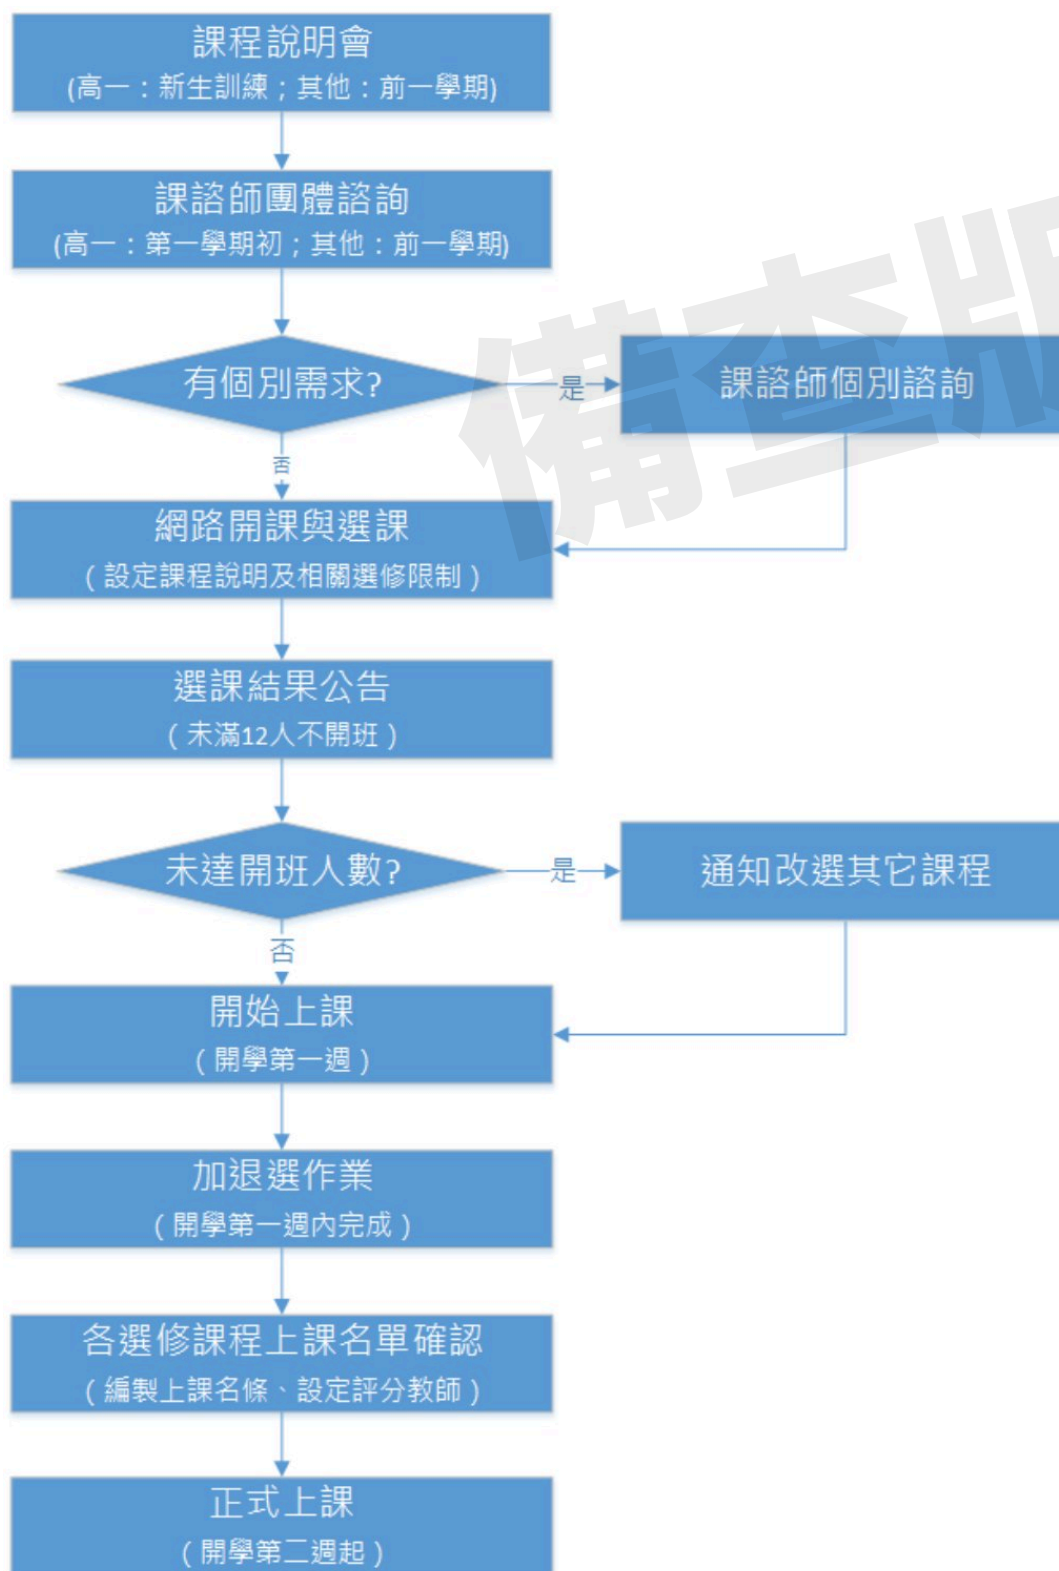 課程說明會
(高一：新生訓練；其他：前一學期)
課諮師團體諮詢
(高一：第一學期初；其他：前一學期)
有個別需求?
是
課諮師個別諮詢
否
網路開課與選課
（設定課程說明及相關選修限制）
選課結果公告
（未滿12人不開班）
未達開班人數?
是
通知改選其它課程
否
開始上課
（開學第一週）
加退選作業
（開學第一週內完成）
各選修課程上課名單確認
（編製上課名條、設定評分教師）
正式上課
（開學第二週起）
備查版